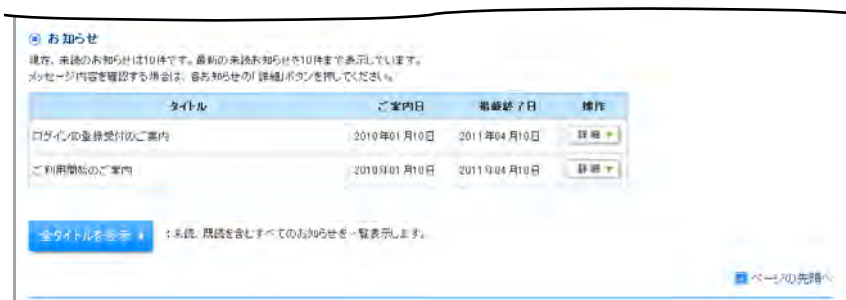 お知らせ
現在、未読のお知らせは10件です。最新の未読お知らせを10件まで表示しています。
メッセージ内容を確認する場合は、各お知らせの「詳細」ボタンを押してください。
タイトル ご案内日 掲載終了日 操作
ログインID登録受付のご案内 2010年01月10日 2011年04月10日 詳細
ご利用開始のご案内 2010年01月10日 2011年04月10日 詳細
全タイトルを表示 :未読、既読を含むすべてのお知らせを一覧表示します。
ページの先頭へ